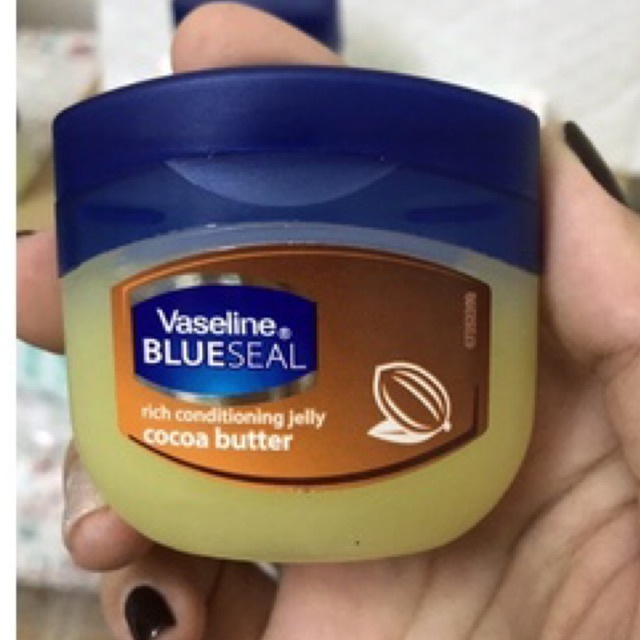 Vaseline®
BLUESEAL
rich conditioning jelly
cocoa butter